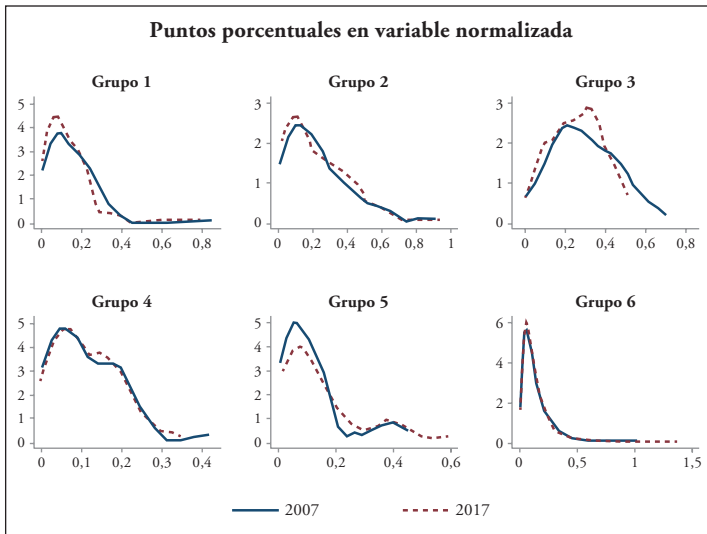 Puntos porcentuales en variable normalizada
Grupo 1
5
4
3
2
1
0
0 0,2 0,4 0,6 0,8
Grupo 2
3
2
1
0
0 0,2 0,4 0,6 0,8 1
Grupo 3
3
2
1
0
0 0,2 0,4 0,6 0,8
Grupo 4
5
4
3
2
1
0
0 0,1 0,2 0,3 0,4
Grupo 5
5
4
3
2
1
0
0 0,2 0,4 0,6
Grupo 6
6
4
2
0
0 0,5 1 1,5
2007 2017